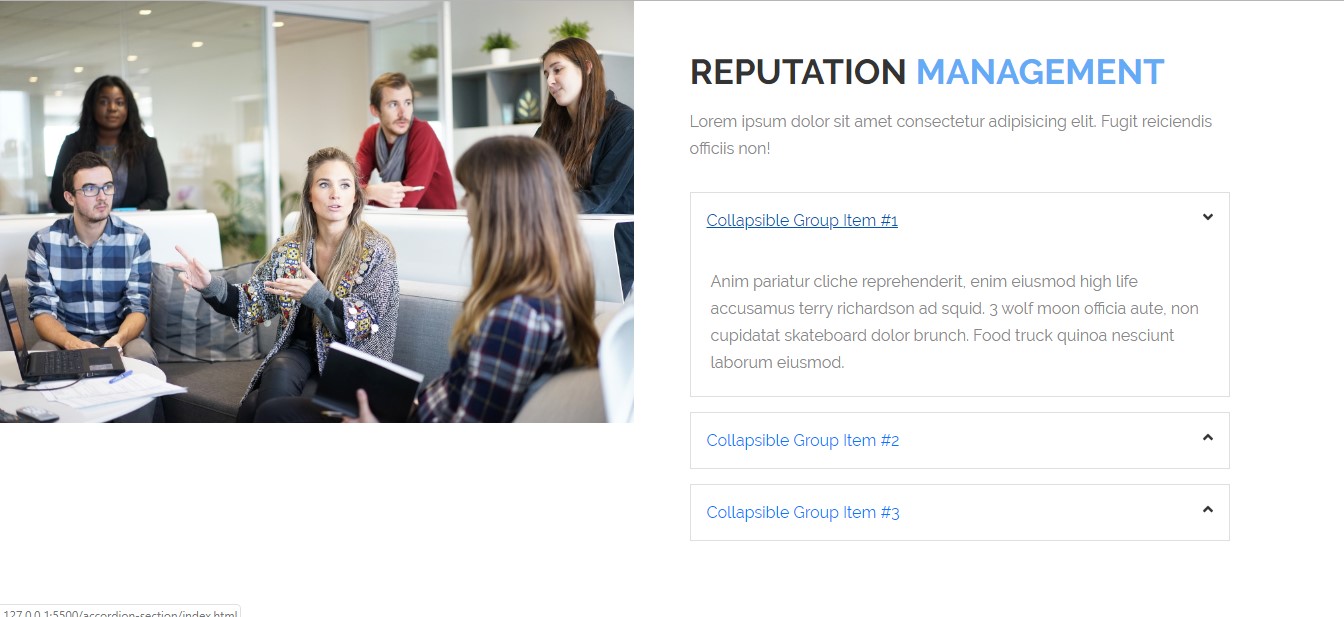 REPUTATION MANAGEMENT
Lorem ipsum dolor sit amet consectetur adipisicing elit. Fugit reiciendis
officiis non!
Collapsible Group Item #1
Anim pariatur cliche reprehenderit, enim eiusmod high life
accusamus terry richardson ad squid. 3 wolf moon officia aute, non
cupidatat skateboard dolor brunch. Food truck quinoa nesciunt
laborum eiusmod.
Collapsible Group Item #2
Collapsible Group Item #3
127.0.0.1:5500/accordion-section/index.html